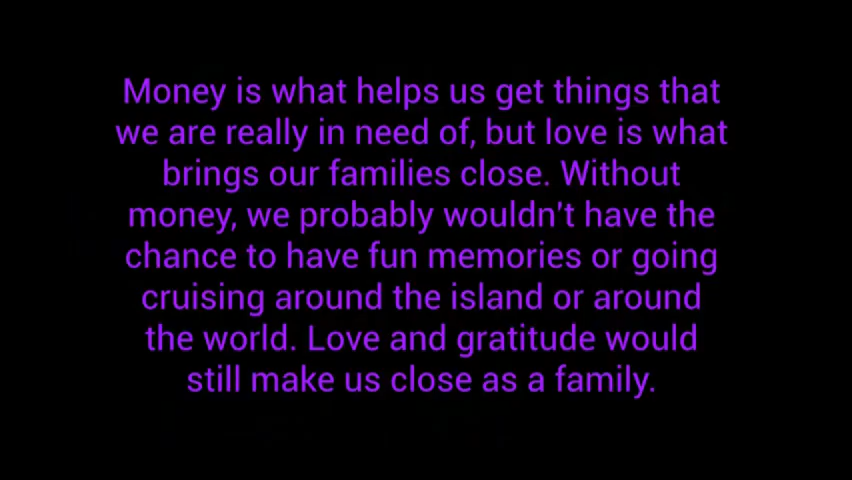 Money is what helps us get things that
we are really in need of, but love is what
brings our families close. Without
money, we probably wouldn't have the
chance to have fun memories or going
cruising around the island or around
the world. Love and gratitude would
still make us close as a family.